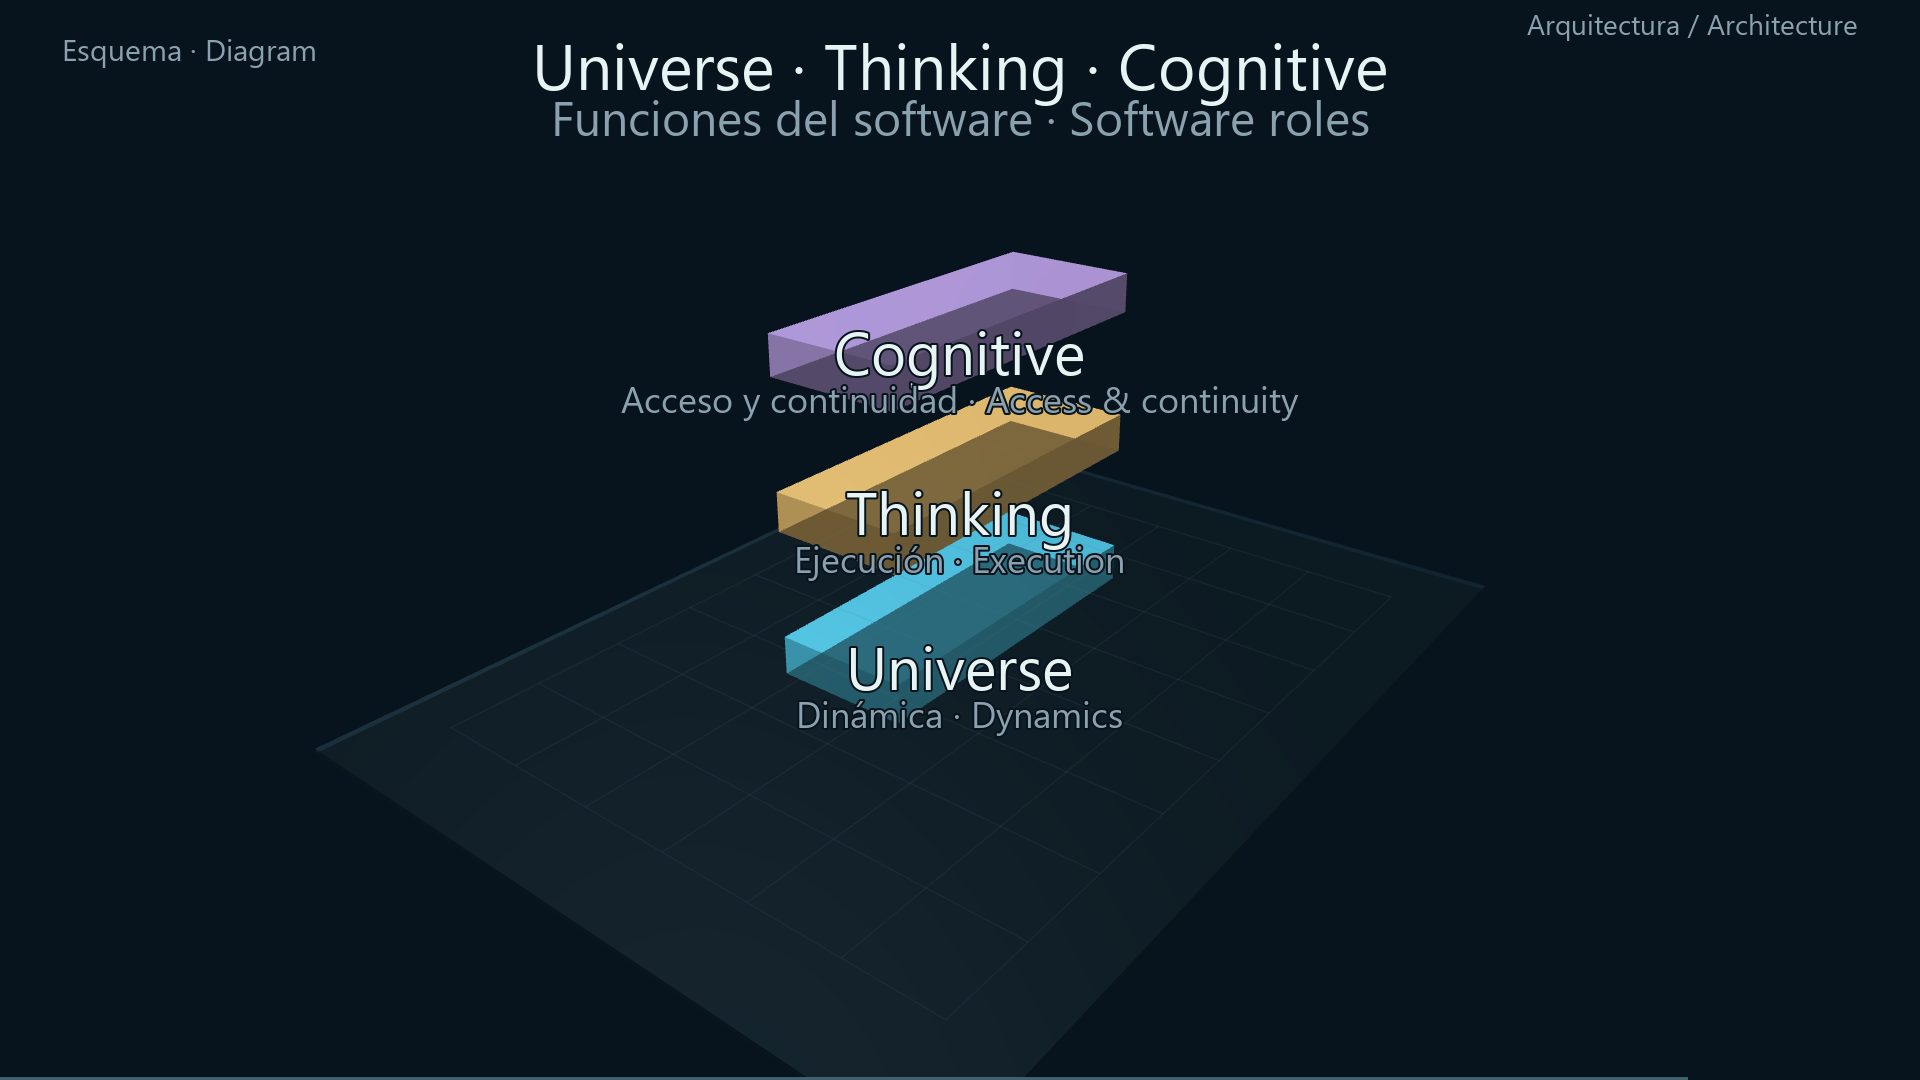 Esquema · Diagram
Arquitectura / Architecture
Universe · Thinking · Cognitive
Funciones del software · Software roles
Cognitive
Acceso y continuidad · Access & continuity
Thinking
Ejecución · Execution
Universe
Dinámica · Dynamics